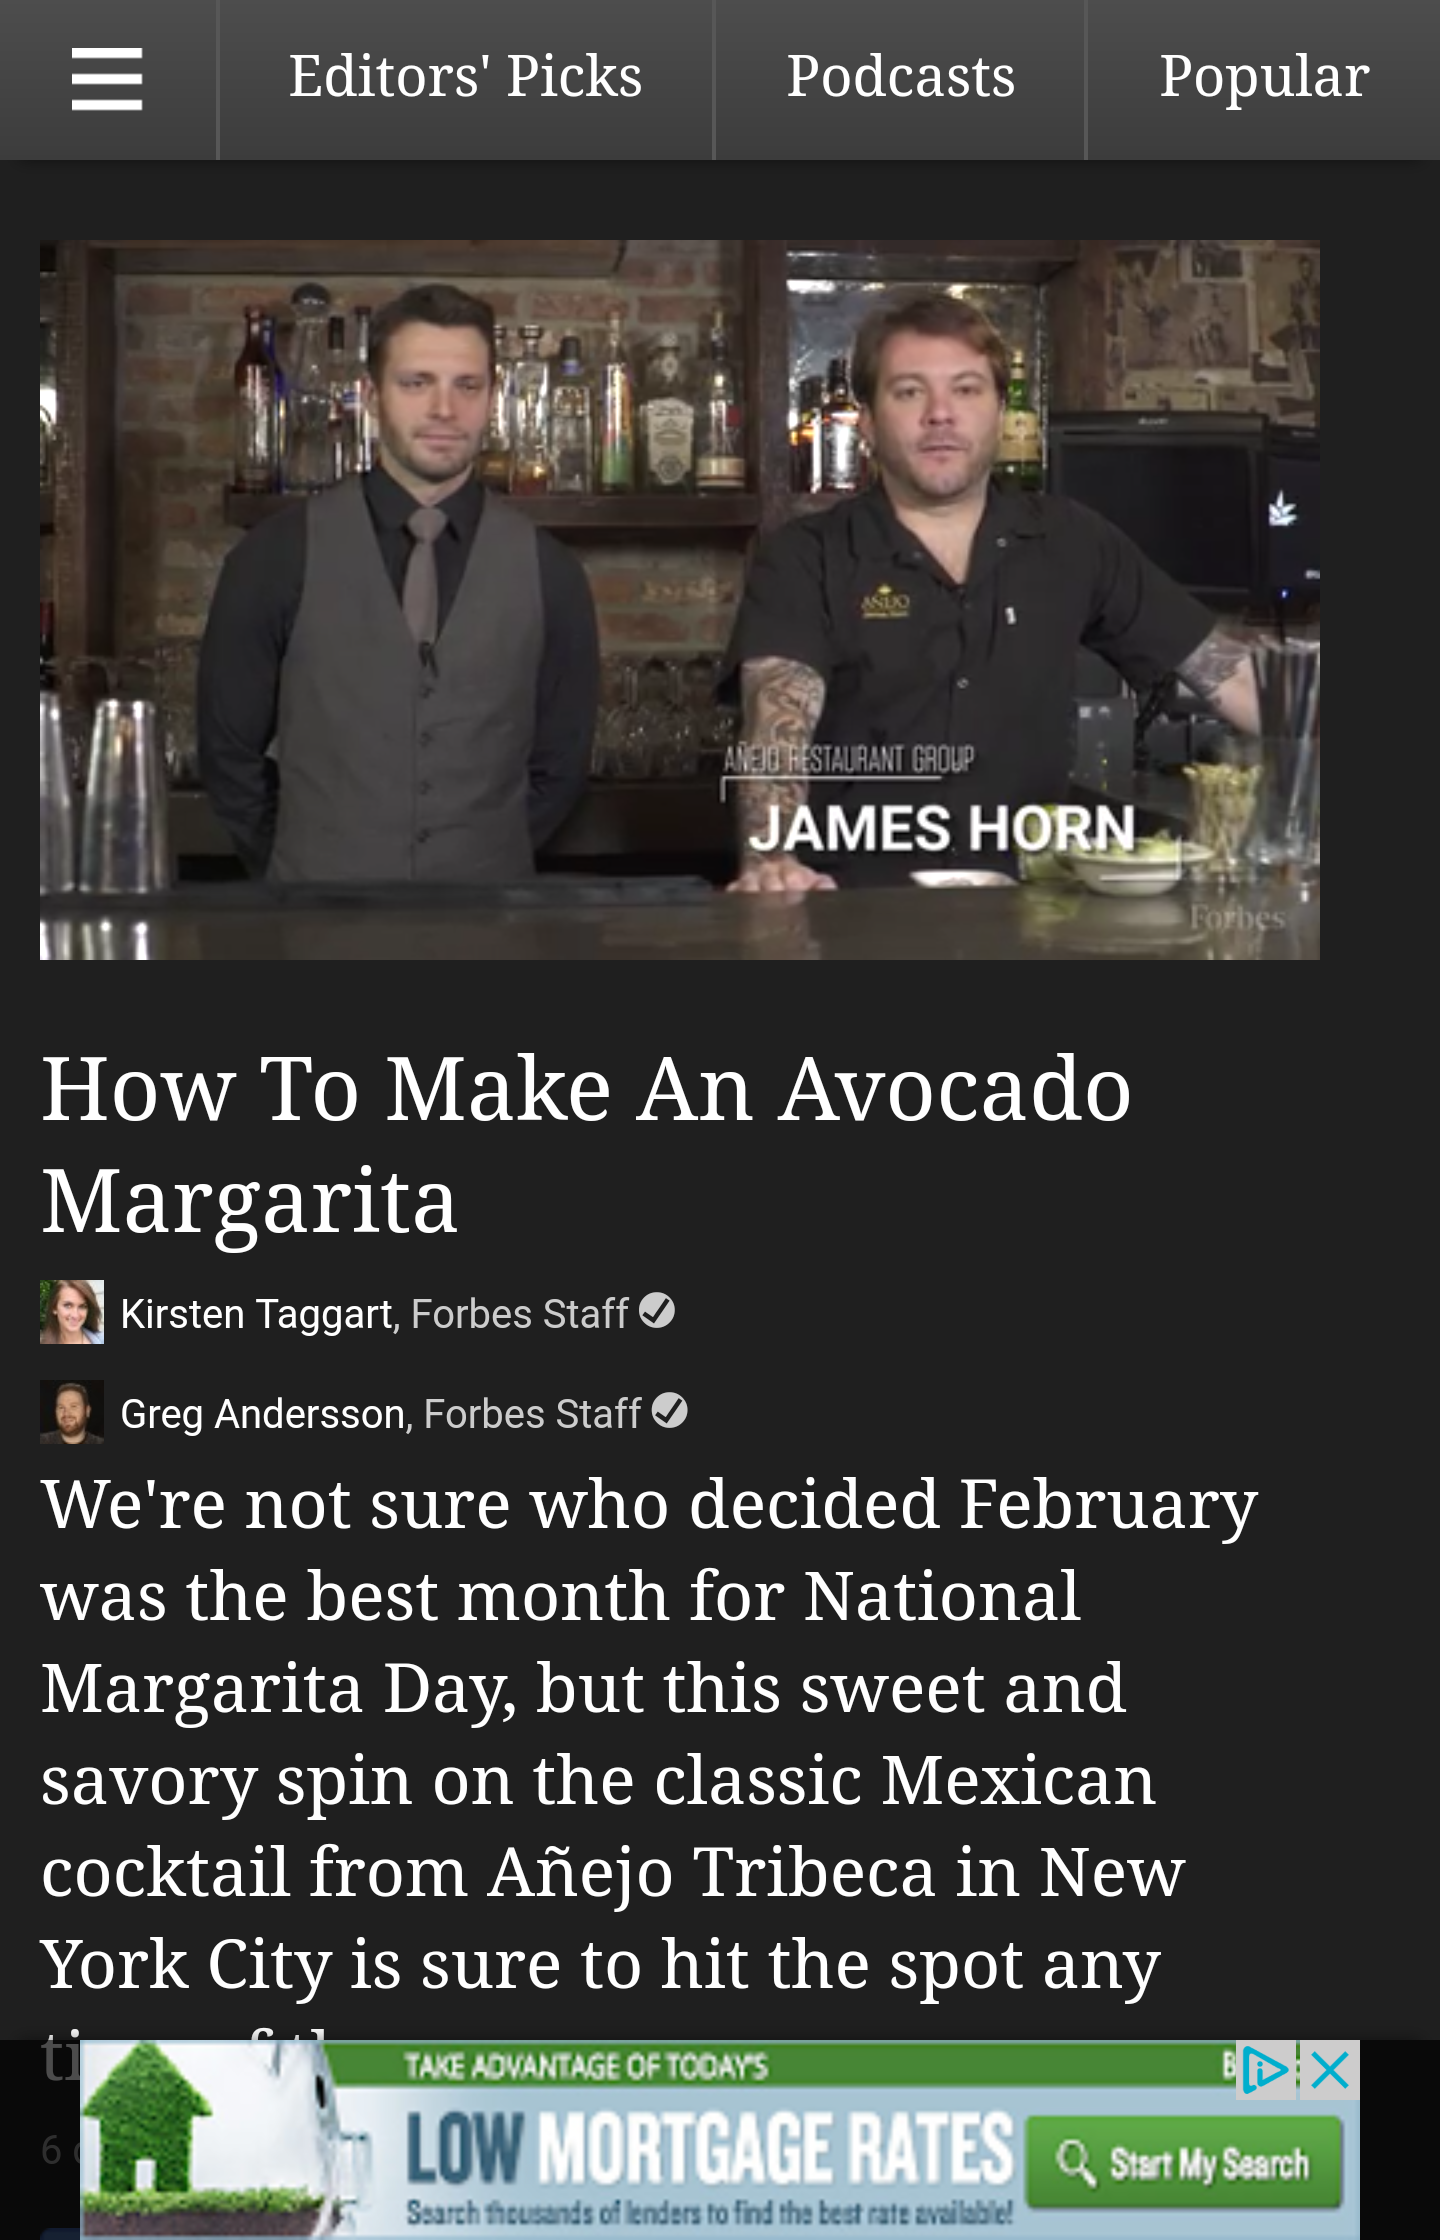 Editors' Picks
Podcasts
Popular
AÑEJO
AÑEJO RESTAURANT GROUP
JAMES HORN
Forbes
How To Make An Avocado
Margarita
Kirsten Taggart, Forbes Staff
Greg Andersson, Forbes Staff
We're not sure who decided February
was the best month for National
Margarita Day, but this sweet and
savory spin on the classic Mexican
cocktail from Añejo Tribeca in New
York City is sure to hit the spot any
TAKE ADVANTAGE OF TODAY'S
LOW MORTGAGE RATES
Start My Search
Search thousands of lenders to find the best rate available!